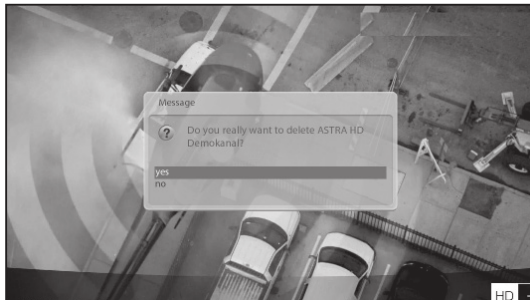 Message
? Do you really want to delete ASTRA HD
Demokanal?
yes
no
HD